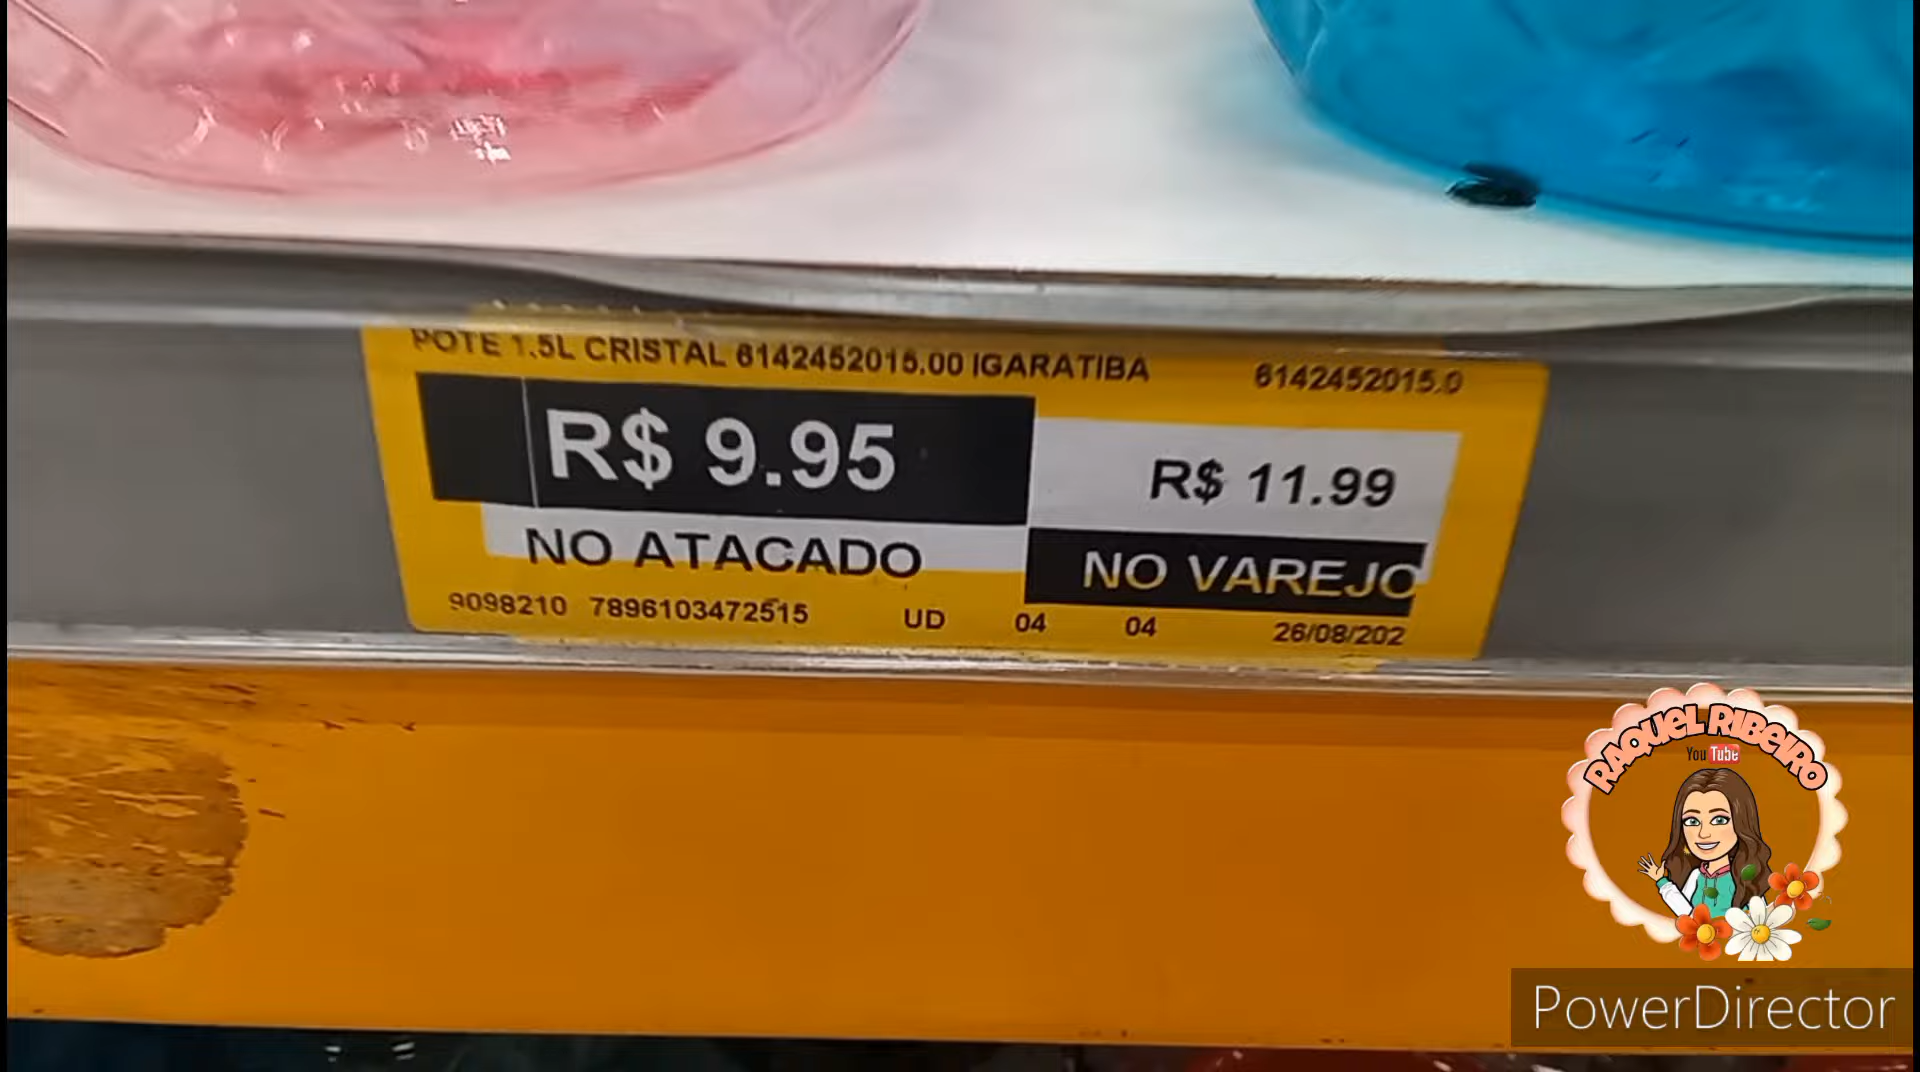 POTE 1.5L CRISTAL 6142452015.00 IGARATIBA 6142452015.0
R$ 9.95
R$ 11.99
NO ATACADO
NO VAREJO
9098210 7896103472515 UD 04 04 26/08/202
RAQUEL RIBEIRO
YouTube
PowerDirector